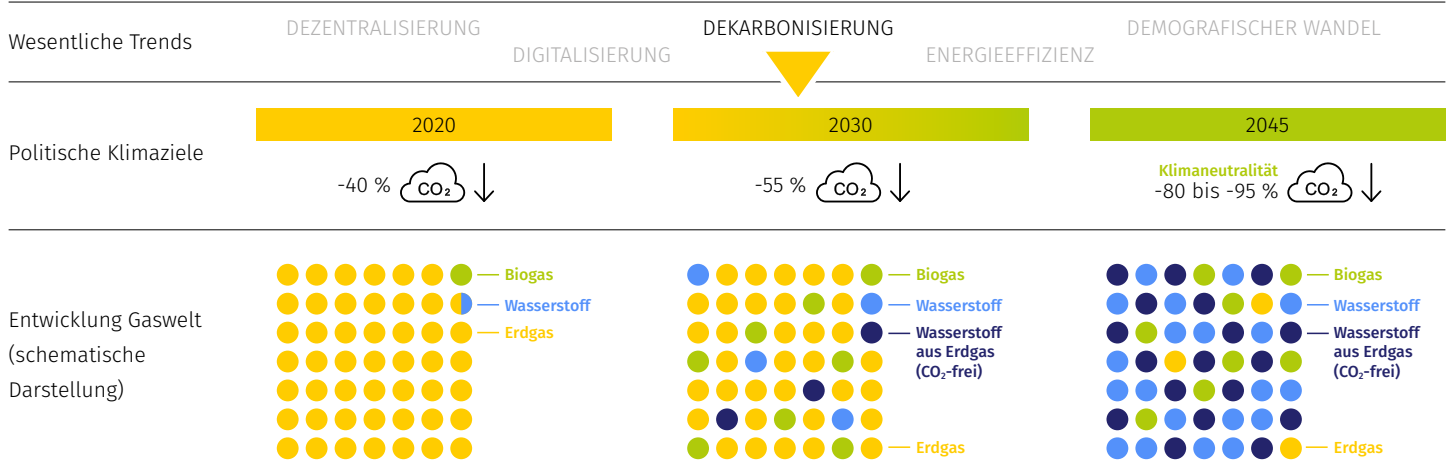 Wesentliche Trends
DEZENTRALISIERUNG
DIGITALISIERUNG
DEKARBONISIERUNG
ENERGIEEFFIZIENZ
DEMOGRAFISCHER WANDEL
Politische Klimaziele
2020
2030
2045
-40 % CO₂
-55 % CO₂
Klimaneutralität
-80 bis -95 % CO₂
Entwicklung Gaswelt
(schematische
Darstellung)
Biogas
Wasserstoff
Erdgas
Biogas
Wasserstoff
Wasserstoff
aus Erdgas
(CO₂-frei)
Erdgas
Biogas
Wasserstoff
Wasserstoff
aus Erdgas
(CO₂-frei)
Erdgas